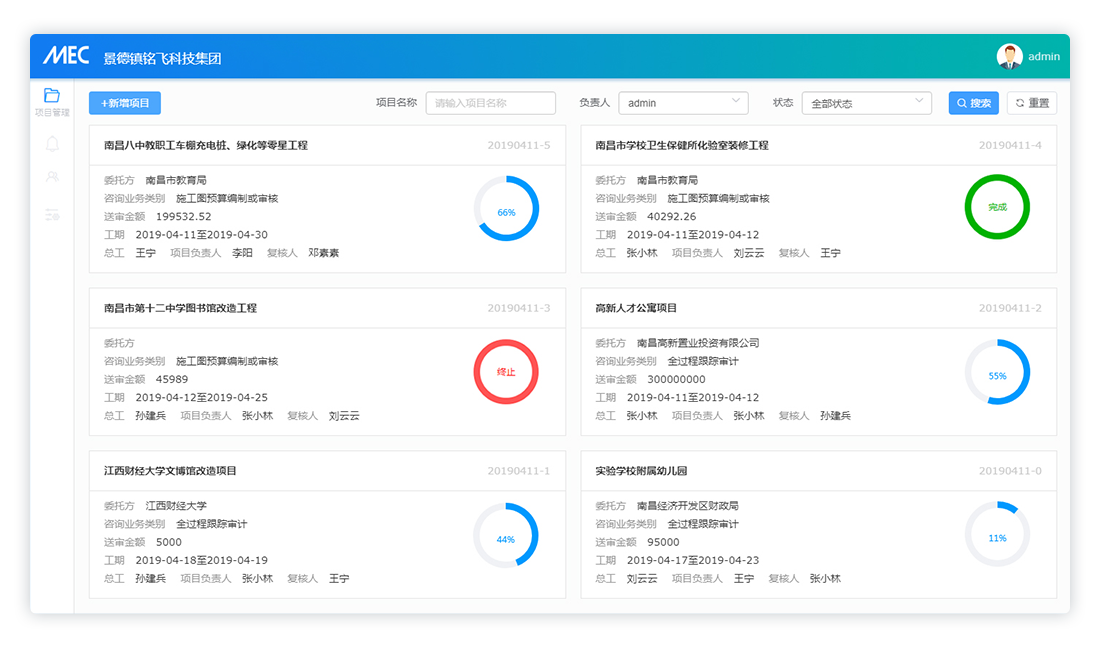 MEC 景德镇铭飞科技集团 admin
项目管理
+新增项目 项目名称 请输入项目名称 负责人 admin 状态 全部状态 搜索 重置
南昌八中教职工车棚充电桩、绿化等零星工程 20190411-5
委托方 南昌市教育局
咨询业务类别 施工图预算编制或审核
送审金额 199532.52
工期 2019-04-11至2019-04-30
总工 王宁 项目负责人 李阳 复核人 邓素素
66%
南昌市学校卫生保健所化验室装修工程 20190411-4
委托方 南昌市教育局
咨询业务类别 施工图预算编制或审核
送审金额 40292.26
工期 2019-04-11至2019-04-12
总工 张小林 项目负责人 刘云云 复核人 王宁
完成
南昌市第十二中学图书馆改造工程 20190411-3
委托方
咨询业务类别 施工图预算编制或审核
送审金额 45989
工期 2019-04-12至2019-04-25
总工 孙建兵 项目负责人 张小林 复核人 刘云云
终止
高新人才公寓项目 20190411-2
委托方 南昌高新置业投资有限公司
咨询业务类别 全过程跟踪审计
送审金额 300000000
工期 2019-04-11至2019-04-12
总工 张小林 项目负责人 张小林 复核人 孙建兵
55%
江西财经大学文博馆改造项目 20190411-1
委托方 江西财经大学
咨询业务类别 全过程跟踪审计
送审金额 5000
工期 2019-04-18至2019-04-19
总工 孙建兵 项目负责人 张小林 复核人 王宁
44%
实验学校附属幼儿园 20190411-0
委托方 南昌经济开发区财政局
咨询业务类别 全过程跟踪审计
送审金额 95000
工期 2019-04-17至2019-04-23
总工 刘云云 项目负责人 王宁 复核人 张小林
11%